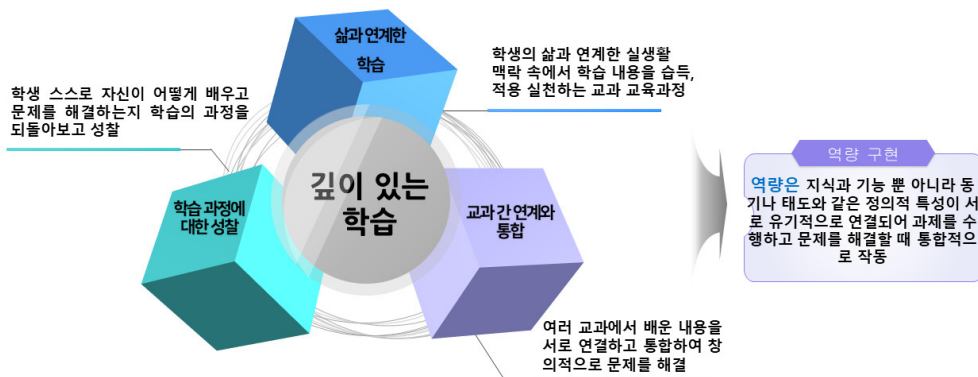 삶과 연계한
학습
학생의 삶과 연계한 실생활
맥락 속에서 학습 내용을 습득,
적용 실천하는 교과 교육과정
학생 스스로 자신이 어떻게 배우고
문제를 해결하는지 학습의 과정을
되돌아보고 성찰
깊이 있는
학습
학습 과정에
대한 성찰
교과 간 연계와
통합
여러 교과에서 배운 내용을
서로 연결하고 통합하여 창
의적으로 문제를 해결
역량 구현
역량은 지식과 기능 뿐 아니라 동
기나 태도와 같은 정의적 특성이 서
로 유기적으로 연결되어 과제를 수
행하고 문제를 해결할 때 통합적으
로 작동